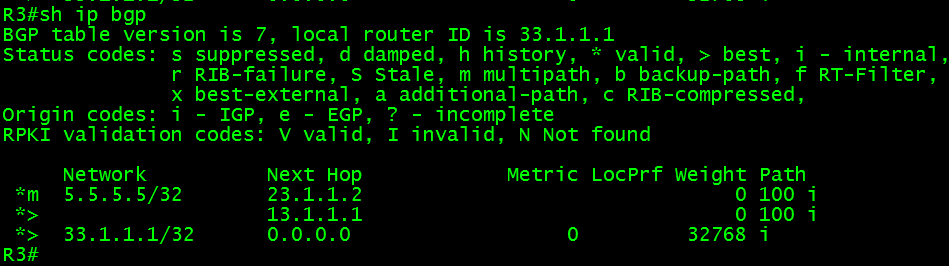 R3#sh ip bgp
BGP table version is 7, local router ID is 33.1.1.1
Status codes: s suppressed, d damped, h history, * valid, > best, i - internal,
              r RIB-failure, S Stale, m multipath, b backup-path, f RT-Filter,
              x best-external, a additional-path, c RIB-compressed,
Origin codes: i - IGP, e - EGP, ? - incomplete
RPKI validation codes: V valid, I invalid, N Not found

     Network          Next Hop            Metric LocPrf Weight Path
 *m  5.5.5.5/32       23.1.1.2                               0 100 i
 *>                   13.1.1.1                               0 100 i
 *>  33.1.1.1/32      0.0.0.0                  0         32768 i
R3#